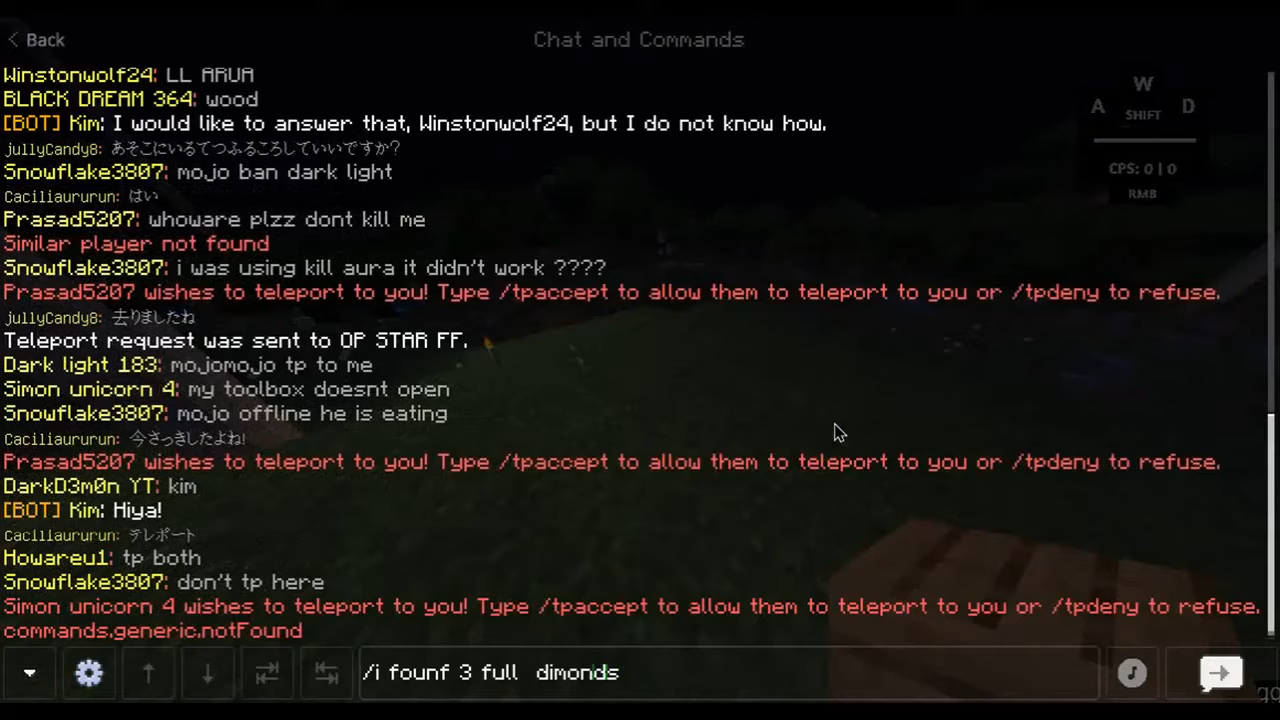 Back
Chat and Commands
Winstonwolf24: LL ARUA
BLACK DREAM 364: wood
[BOT] Kim: I would like to answer that, Winstonwolf24, but I do not know how.
jullyCandy8: あそこにいるてつふるころしていいですか?
Snowflake3807: mojo ban dark light
Caciliaururun: はい
Prasad5207: whoware plzz dont kill me
Similar player not found
Snowflake3807: i was using kill aura it didn't work ????
Prasad5207 wishes to teleport to you! Type /tpaccept to allow them to teleport to you or /tpdeny to refuse.
jullyCandy8: 去りましたね
Teleport request was sent to OP STAR FF.
Dark light 183: mojomojo tp to me
Simon unicorn 4: my toolbox doesnt open
Snowflake3807: mojo offline he is eating
Caciliaururun: 今さっきしたよね!
Prasad5207 wishes to teleport to you! Type /tpaccept to allow them to teleport to you or /tpdeny to refuse.
DarkD3m0n YT: kim
[BOT] Kim: Hiya!
Caciliaururun: テレポート
Howareu1: tp both
Snowflake3807: don't tp here
Simon unicorn 4 wishes to teleport to you! Type /tpaccept to allow them to teleport to you or /tpdeny to refuse.
commands.generic.notFound
/i founf 3 full  dimonds
W
A SHIFT D
CPS: 0 | 0
RMB